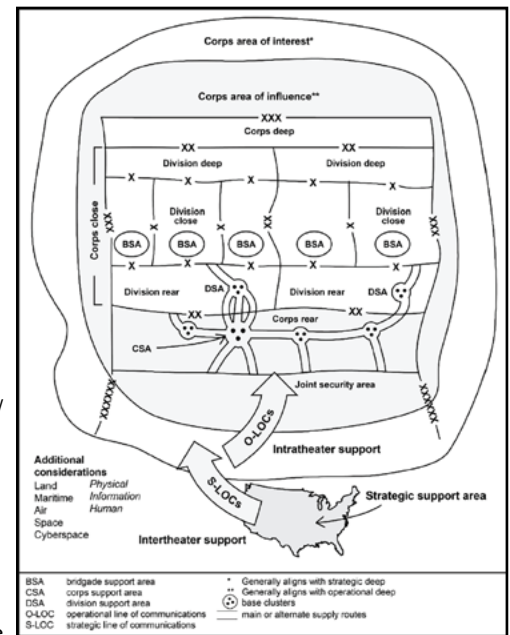 Corps area of interest*
Corps area of influence**
XXX
Corps deep
XX
XX
Division deep
Division deep
X
X
X
X
X
Corps close
XXX
X
Division
close
X
XX
X
Division
close
XXX
BSA
BSA
BSA
BSA
BSA
X
X
X
X
X
DSA
Division rear
Division rear
DSA
XX
XX
Corps rear
CSA
Joint security area
XXXXXX
XXXXXX
O-LOCs
Intratheater support
Additional
considerations
Land
Physical
Maritime
Information
Air
Human
Space
Cyberspace
S-LOCs
Strategic support area
Intertheater support
BSA bridgade support area
CSA corps support area
DSA division support area
O-LOC operational line of communications
S-LOC strategic line of communications
* Generally aligns with strategic deep
** Generally aligns with operational deep
base clusters
main or alternate supply routes